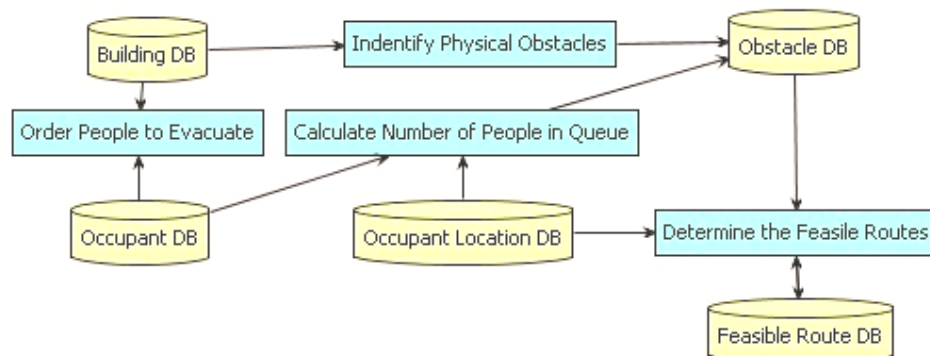 Building DB
Indentify Physical Obstacles
Obstacle DB
Order People to Evacuate
Calculate Number of People in Queue
Occupant DB
Occupant Location DB
Determine the Feasile Routes
Feasible Route DB